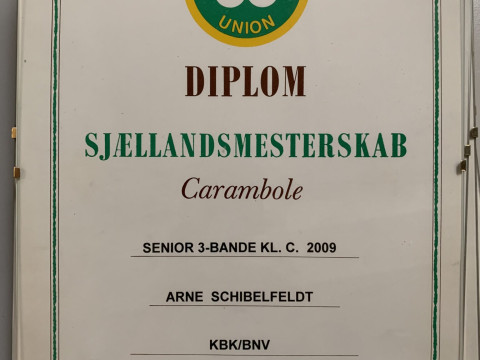 UNION
DIPLOM
SJÆLLANDSMESTERSKAB
Carambole
SENIOR 3-BANDE KL. C. 2009
ARNE SCHIBELFELDT
KBK/BNV